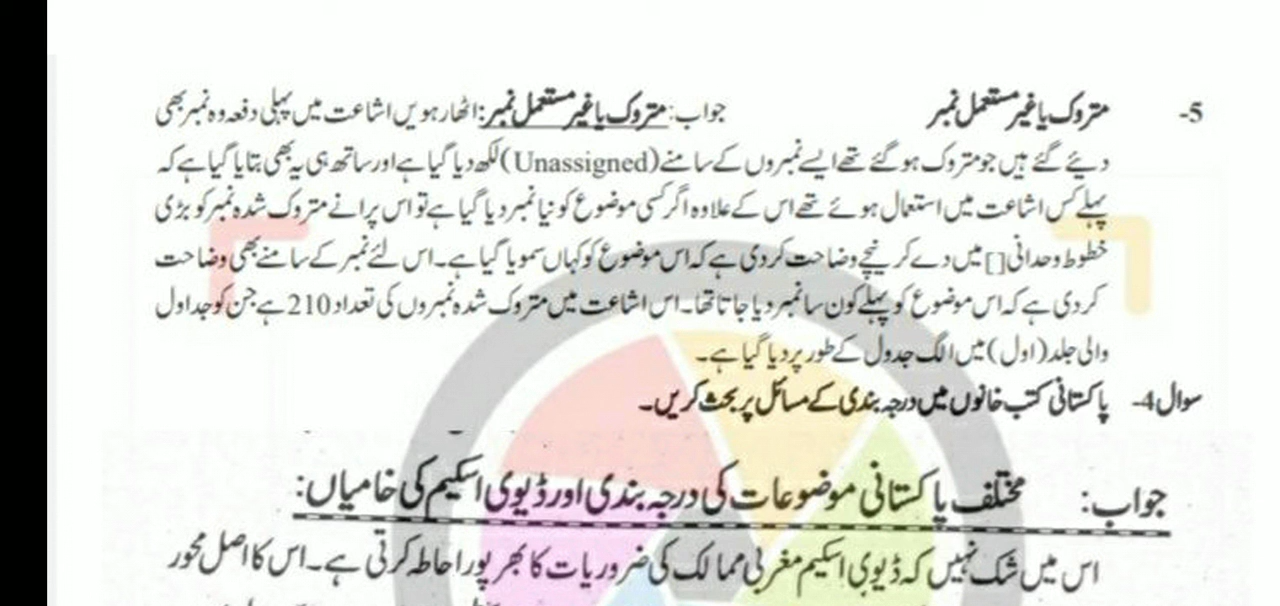 5- متروک یا غیر مستعمل نمبر جواب: متروک یا غیر مستعمل نمبر: اٹھارہویں اشاعت میں پہلی دفعہ وہ نمبر بھی
دیئے گئے ہیں جو متروک ہو گئے تھے ایسے نمبروں کے سامنے (Unassigned) لکھ دیا گیا ہے اور ساتھ ہی یہ بھی بتایا گیا ہے کہ
پہلے کس اشاعت میں استعمال ہوئے تھے اس کے علاوہ اگر کسی موضوع کو نیا نمبر دیا گیا ہے تو اس پرانے متروک شدہ نمبر کو بڑی
خطوط وحدانی [] میں دے کر نیچے وضاحت کر دی ہے کہ اس موضوع کو کہاں سمویا گیا ہے۔ اس لئے نمبر کے سامنے بھی وضاحت
کر دی ہے کہ اس موضوع کو پہلے کون سا نمبر دیا جاتا تھا۔ اس اشاعت میں متروک شدہ نمبروں کی تعداد 210 ہے جن کو جداول
والی جلد (اول) میں الگ جدول کے طور پر دیا گیا ہے۔
سوال 4- پاکستانی کتب خانوں میں درجہ بندی کے مسائل پر بحث کریں۔
جواب: مختلف پاکستانی موضوعات کی درجہ بندی اور ڈیوی اسکیم کی خامیاں:
اس میں شک نہیں کہ ڈیوی اسکیم مغربی ممالک کی ضروریات کا بھر پور احاطہ کرتی ہے۔ اس کا اصل محور